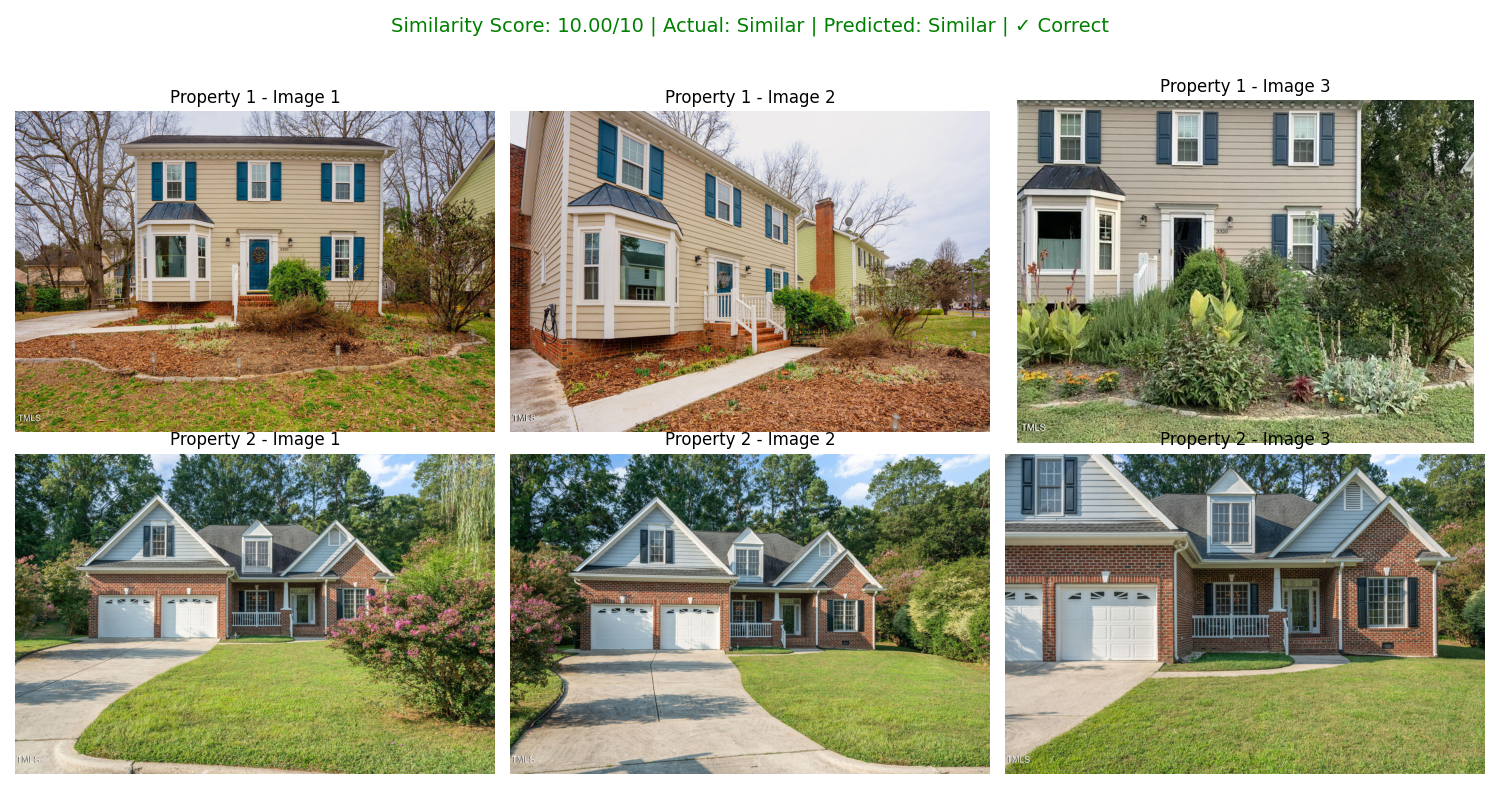 Similarity Score: 10.00/10 | Actual: Similar | Predicted: Similar | ✓ Correct
Property 1 - Image 1
Property 1 - Image 2
Property 1 - Image 3
TMLS
TMLS
TMLS
Property 2 - Image 1
Property 2 - Image 2
Property 2 - Image 3
TMLS
TMLS
TMLS